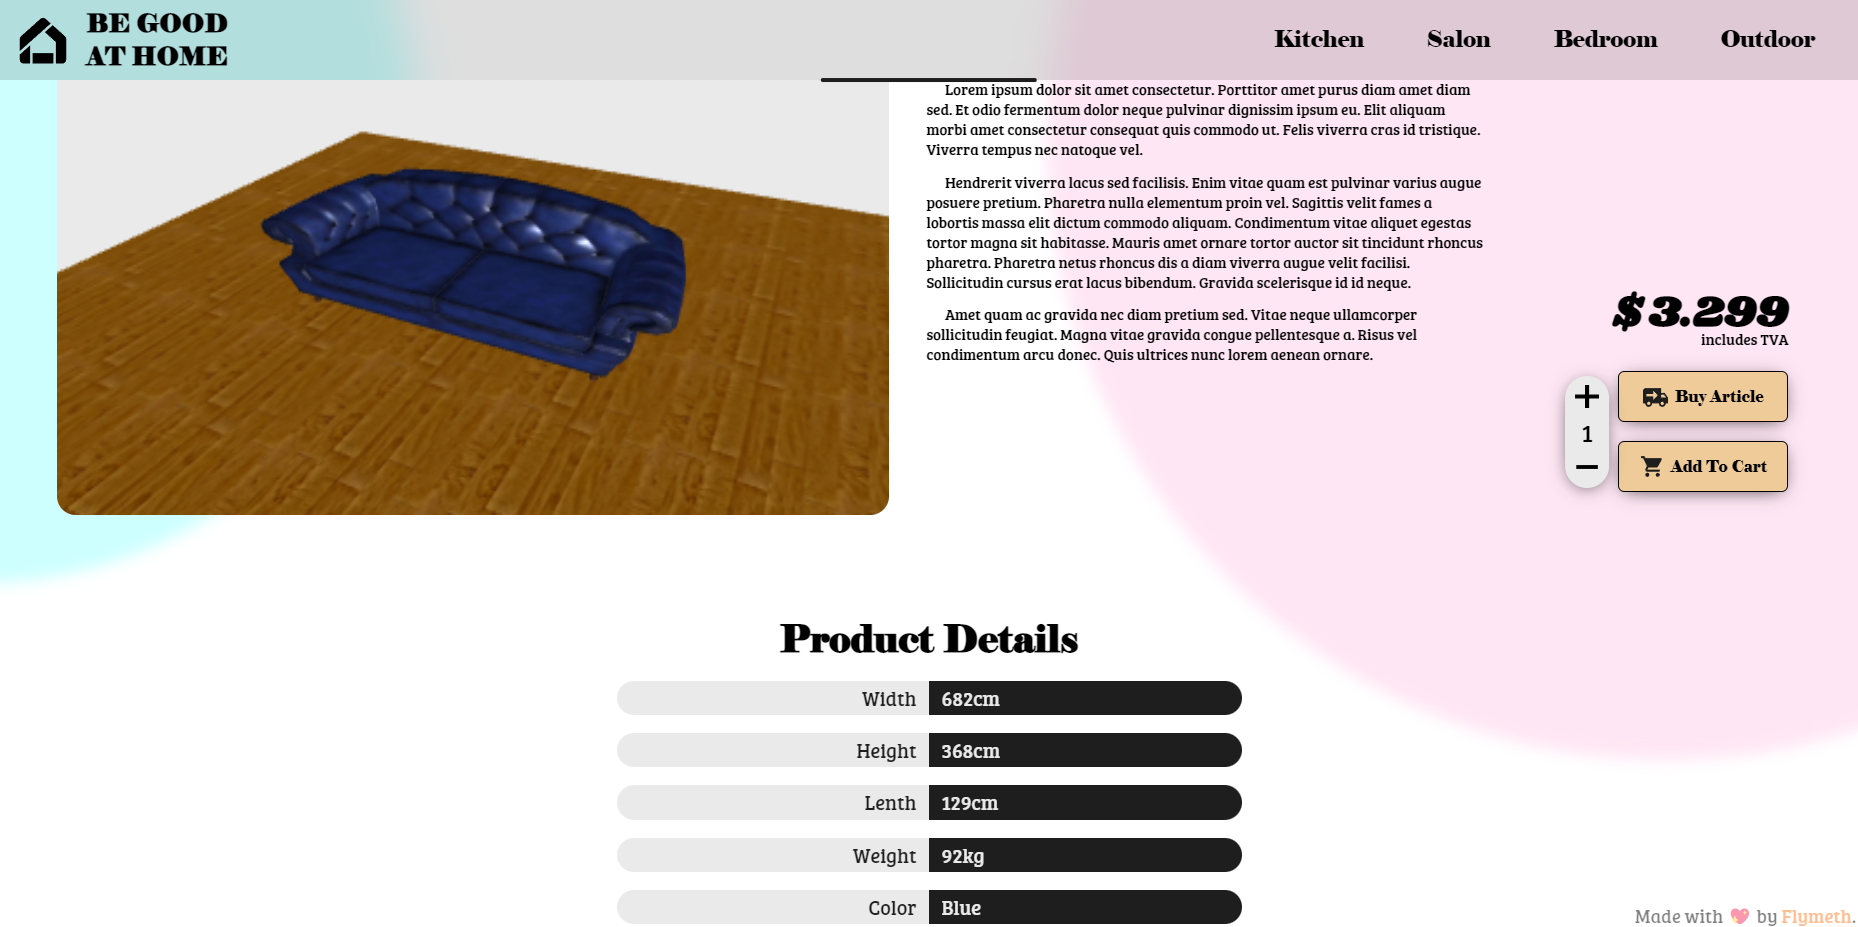 BE GOOD
AT HOME
Kitchen
Salon
Bedroom
Outdoor
Lorem ipsum dolor sit amet consectetur. Porttitor amet purus diam amet diam
sed. Et odio fermentum dolor neque pulvinar dignissim ipsum eu. Elit aliquam
morbi amet consectetur consequat quis commodo ut. Felis viverra cras id tristique.
Viverra tempus nec natoque vel.
Hendrerit viverra lacus sed facilisis. Enim vitae quam est pulvinar varius augue
posuere pretium. Pharetra nulla elementum proin vel. Sagittis velit fames a
lobortis massa elit dictum commodo aliquam. Condimentum vitae aliquet egestas
tortor magna sit habitasse. Mauris amet ornare tortor auctor sit tincidunt rhoncus
pharetra. Pharetra netus rhoncus dis a diam viverra augue velit facilisi.
Sollicitudin cursus erat lacus bibendum. Gravida scelerisque id id neque.
Amet quam ac gravida nec diam pretium sed. Vitae neque ullamcorper
sollicitudin feugiat. Magna vitae gravida congue pellentesque a. Risus vel
condimentum arcu donec. Quis ultrices nunc lorem aenean ornare.
$3.299
includes TVA
+
1
−
Buy Article
Add To Cart
Product Details
Width 682cm
Height 368cm
Lenth 129cm
Weight 92kg
Color Blue
Made with 💖 by Flymeth.